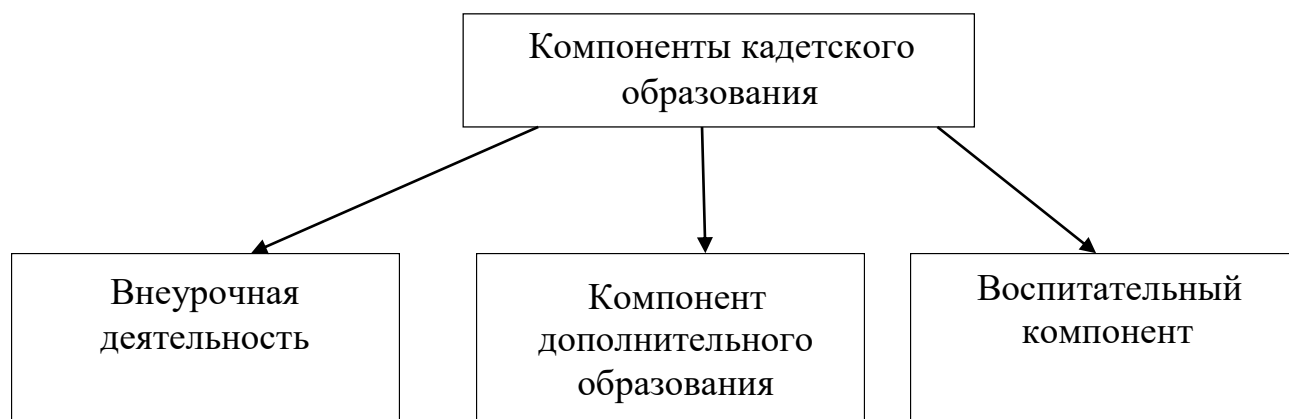 Компоненты кадетского
образования
Внеурочная
деятельность
Компонент
дополнительного
образования
Воспитательный
компонент